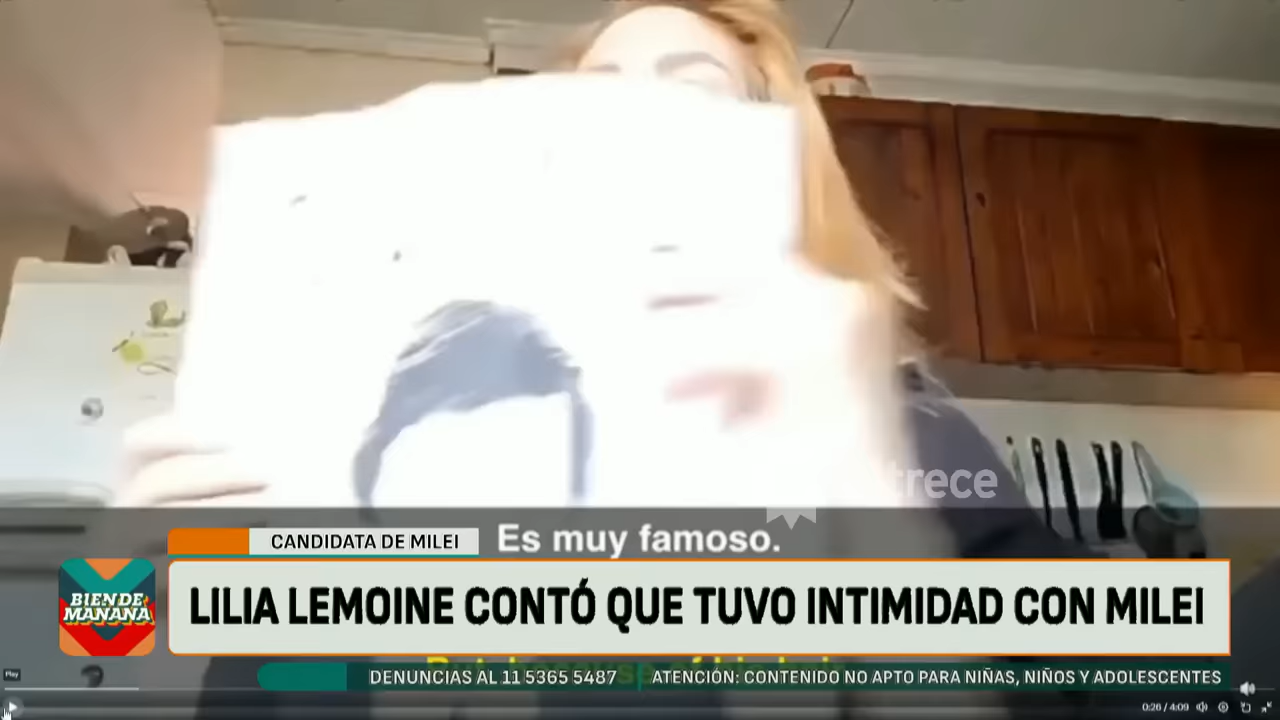 trece
Es muy famoso.
CANDIDATA DE MILEI
BIEN DE
MAÑANA
LILIA LEMOINE CONTÓ QUE TUVO INTIMIDAD CON MILEI
Play
DENUNCIAS AL 11 5365 5487
ATENCIÓN: CONTENIDO NO APTO PARA NIÑAS, NIÑOS Y ADOLESCENTES
0:26 / 4:09